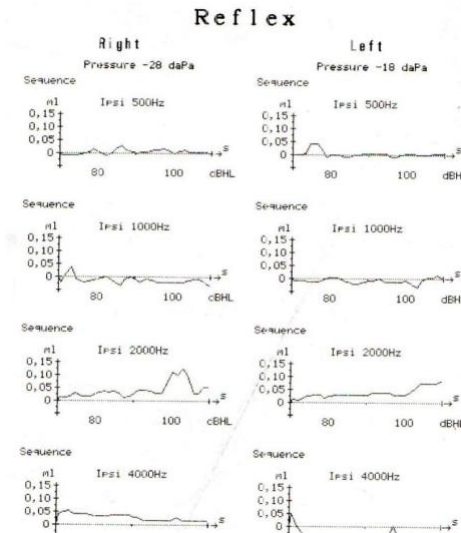 Reflex
Right
Pressure -28 daPa
Sequence
ml
Ipsi 500Hz
0,15
0,10
0,05
0
s
80
100
dBHL
Sequence
ml
Ipsi 1000Hz
0,15
0,10
0,05
0
s
80
100
dBHL
Sequence
ml
Ipsi 2000Hz
0,15
0,10
0,05
0
s
80
100
dBHL
Sequence
ml
Ipsi 4000Hz
0,15
0,10
0,05
0
s
Left
Pressure -18 daPa
Sequence
ml
Ipsi 500Hz
0,15
0,10
0,05
0
s
80
100
dBHL
Sequence
ml
Ipsi 1000Hz
0,15
0,10
0,05
0
s
80
100
dBHL
Sequence
ml
Ipsi 2000Hz
0,15
0,10
0,05
0
s
80
100
dBHL
Sequence
ml
Ipsi 4000Hz
0,15
0,10
0,05
0
s